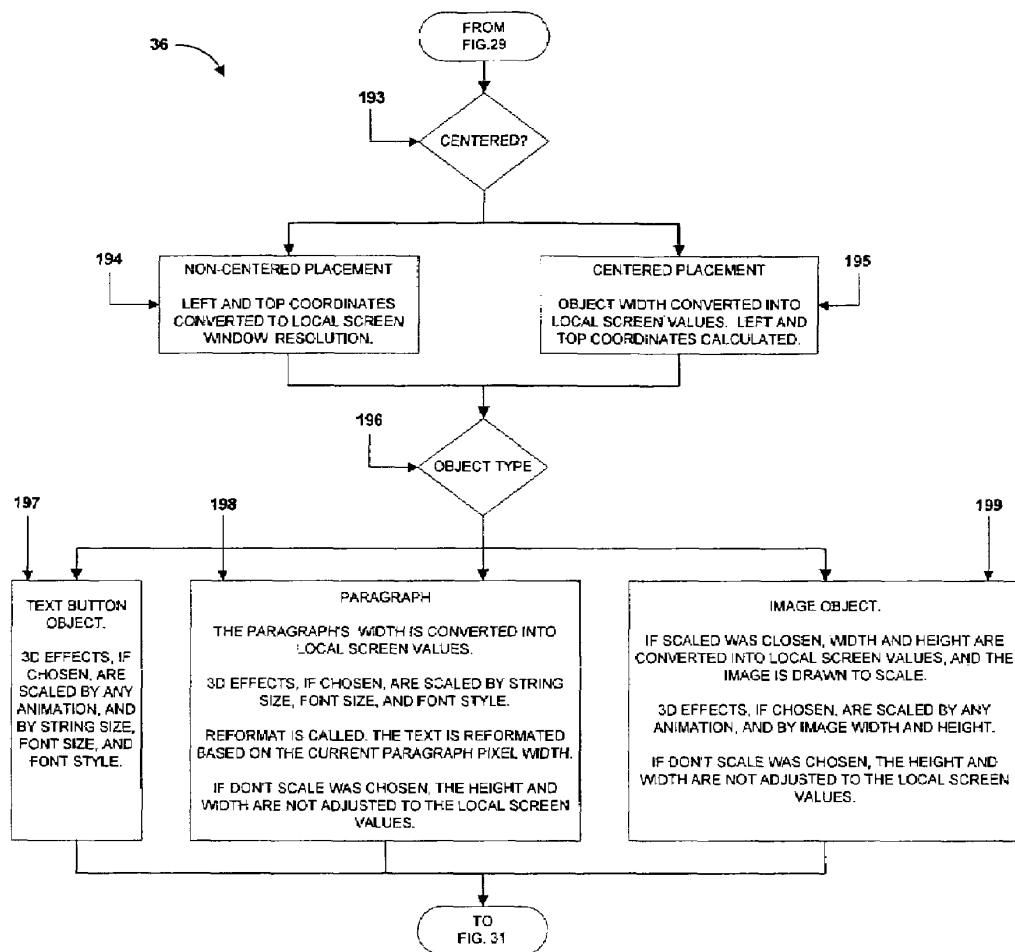 FROM
FIG.29
36
193
CENTERED?
194
NON-CENTERED PLACEMENT
LEFT AND TOP COORDINATES
CONVERTED TO LOCAL SCREEN
WINDOW RESOLUTION.
CENTERED PLACEMENT
OBJECT WIDTH CONVERTED INTO
LOCAL SCREEN VALUES. LEFT AND
TOP COORDINATES CALCULATED.
195
196
OBJECT TYPE
197
198
199
TEXT BUTTON
OBJECT.
3D EFFECTS, IF
CHOSEN, ARE
SCALED BY ANY
ANIMATION, AND
BY STRING SIZE,
FONT SIZE, AND
FONT STYLE.
PARAGRAPH
THE PARAGRAPH'S WIDTH IS CONVERTED INTO
LOCAL SCREEN VALUES.
3D EFFECTS, IF CHOSEN, ARE SCALED BY STRING
SIZE, FONT SIZE, AND FONT STYLE.
REFORMAT IS CALLED. THE TEXT IS REFORMATED
BASED ON THE CURRENT PARAGRAPH PIXEL WIDTH.
IF DON'T SCALE WAS CHOSEN, THE HEIGHT AND
WIDTH ARE NOT ADJUSTED TO THE LOCAL SCREEN
VALUES.
IMAGE OBJECT.
IF SCALED WAS CLOSEN, WIDTH AND HEIGHT ARE
CONVERTED INTO LOCAL SCREEN VALUES, AND THE
IMAGE IS DRAWN TO SCALE.
3D EFFECTS, IF CHOSEN, ARE SCALED BY ANY
ANIMATION, AND BY IMAGE WIDTH AND HEIGHT.
IF DON'T SCALE WAS CHOSEN, THE HEIGHT AND
WIDTH ARE NOT ADJUSTED TO THE LOCAL SCREEN
VALUES.
TO
FIG. 31